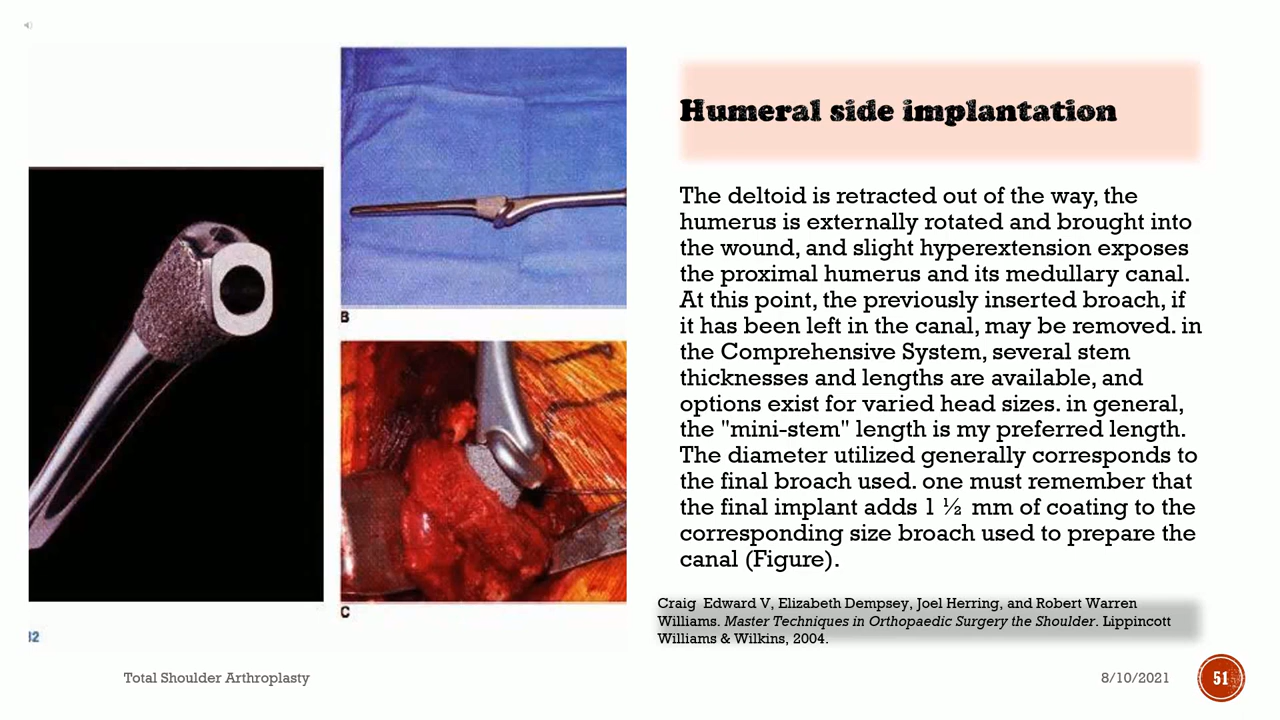 Humeral side implantation
The deltoid is retracted out of the way, the
humerus is externally rotated and brought into
the wound, and slight hyperextension exposes
the proximal humerus and its medullary canal.
At this point, the previously inserted broach, if
it has been left in the canal, may be removed. in
the Comprehensive System, several stem
thicknesses and lengths are available, and
options exist for varied head sizes. in general,
the "mini-stem" length is my preferred length.
The diameter utilized generally corresponds to
the final broach used. one must remember that
the final implant adds 1 ½ mm of coating to the
corresponding size broach used to prepare the
canal (Figure).
B
C
12
Craig Edward V, Elizabeth Dempsey, Joel Herring, and Robert Warren
Williams. Master Techniques in Orthopaedic Surgery the Shoulder. Lippincott
Williams & Wilkins, 2004.
Total Shoulder Arthroplasty
8/10/2021
51